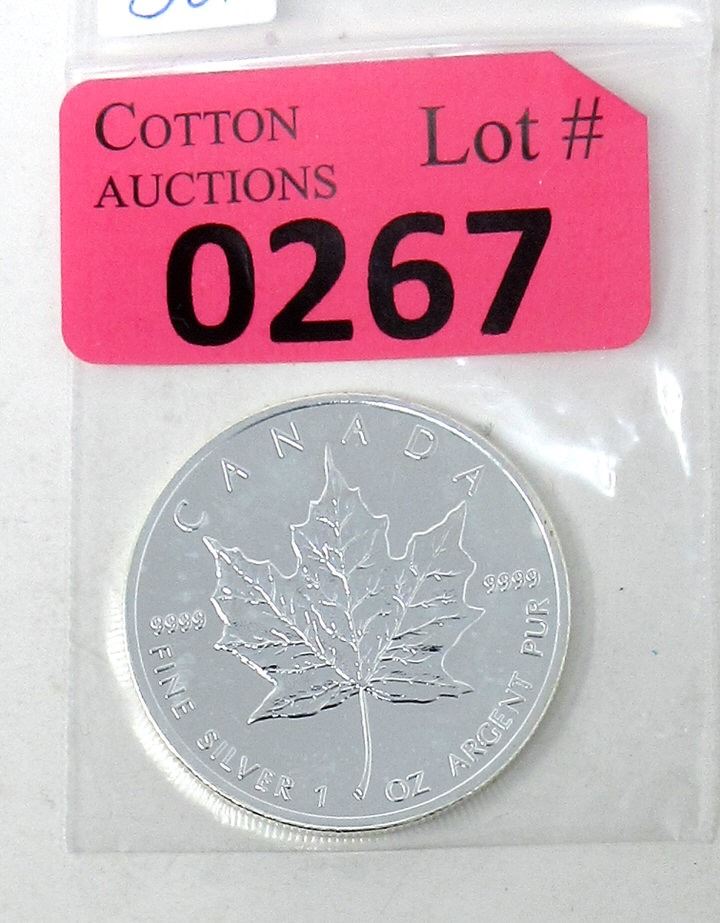 COTTON
AUCTIONS
Lot #
0267
CANADA
9999
9999
FINE SILVER 1 OZ ARGENT PUR